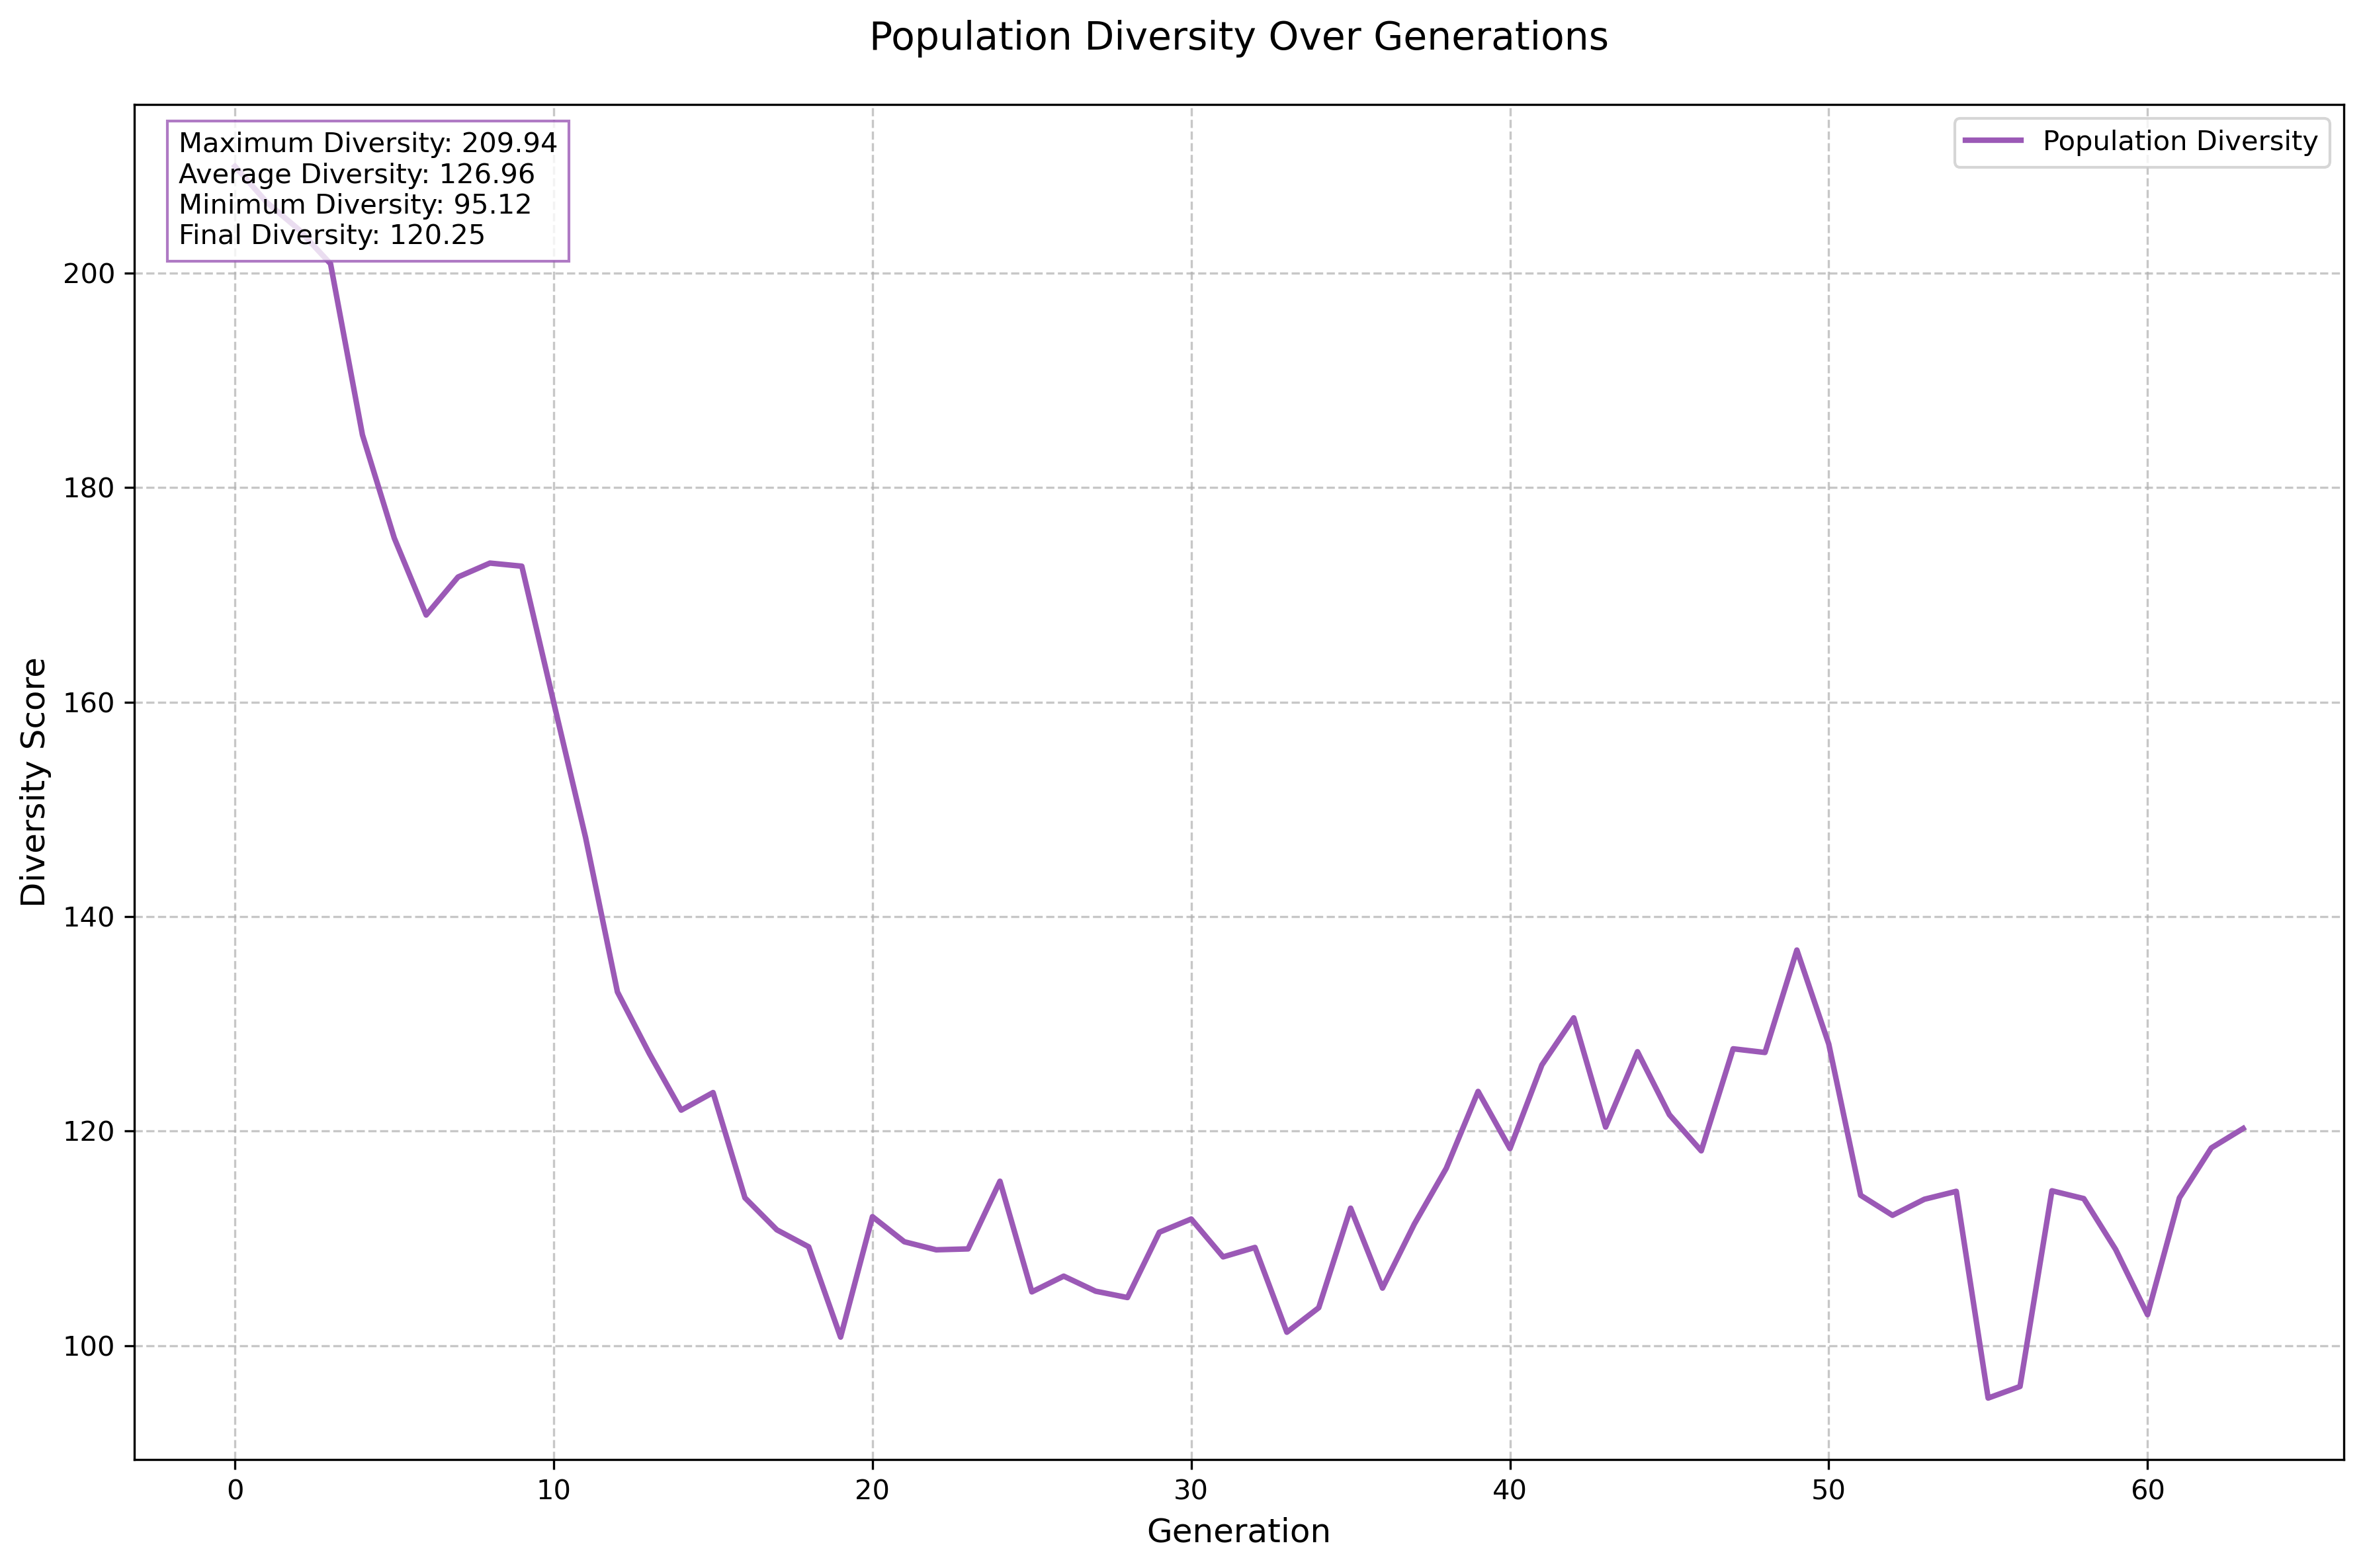 Population Diversity Over Generations
Maximum Diversity: 209.94
Average Diversity: 126.96
Minimum Diversity: 95.12
Final Diversity: 120.25
Population Diversity
200
180
160
140
120
100
Diversity Score
0 10 20 30 40 50 60
Generation